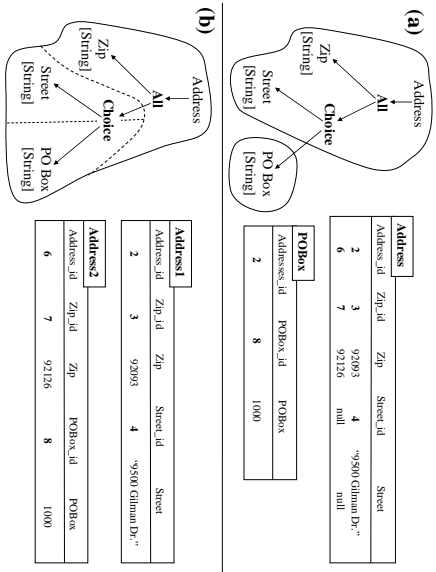 (a)
Address
All
Zip
[String]
Choice
Street
[String]
PO Box
[String]
Address
Address_id Zip_id Zip Street_id Street
2 3 92093 4 "9500 Gilman Dr."
6 7 92126 null null
POBox
Addresses_id POBox_id POBox
2 8 1000
(b)
Address
All
Zip
[String]
Choice
Street
[String]
PO Box
[String]
Address1
Address_id Zip_id Zip Street_id Street
2 3 92093 4 "9500 Gilman Dr."
Address2
Address_id Zip_id Zip POBox_id POBox
6 7 92126 8 1000